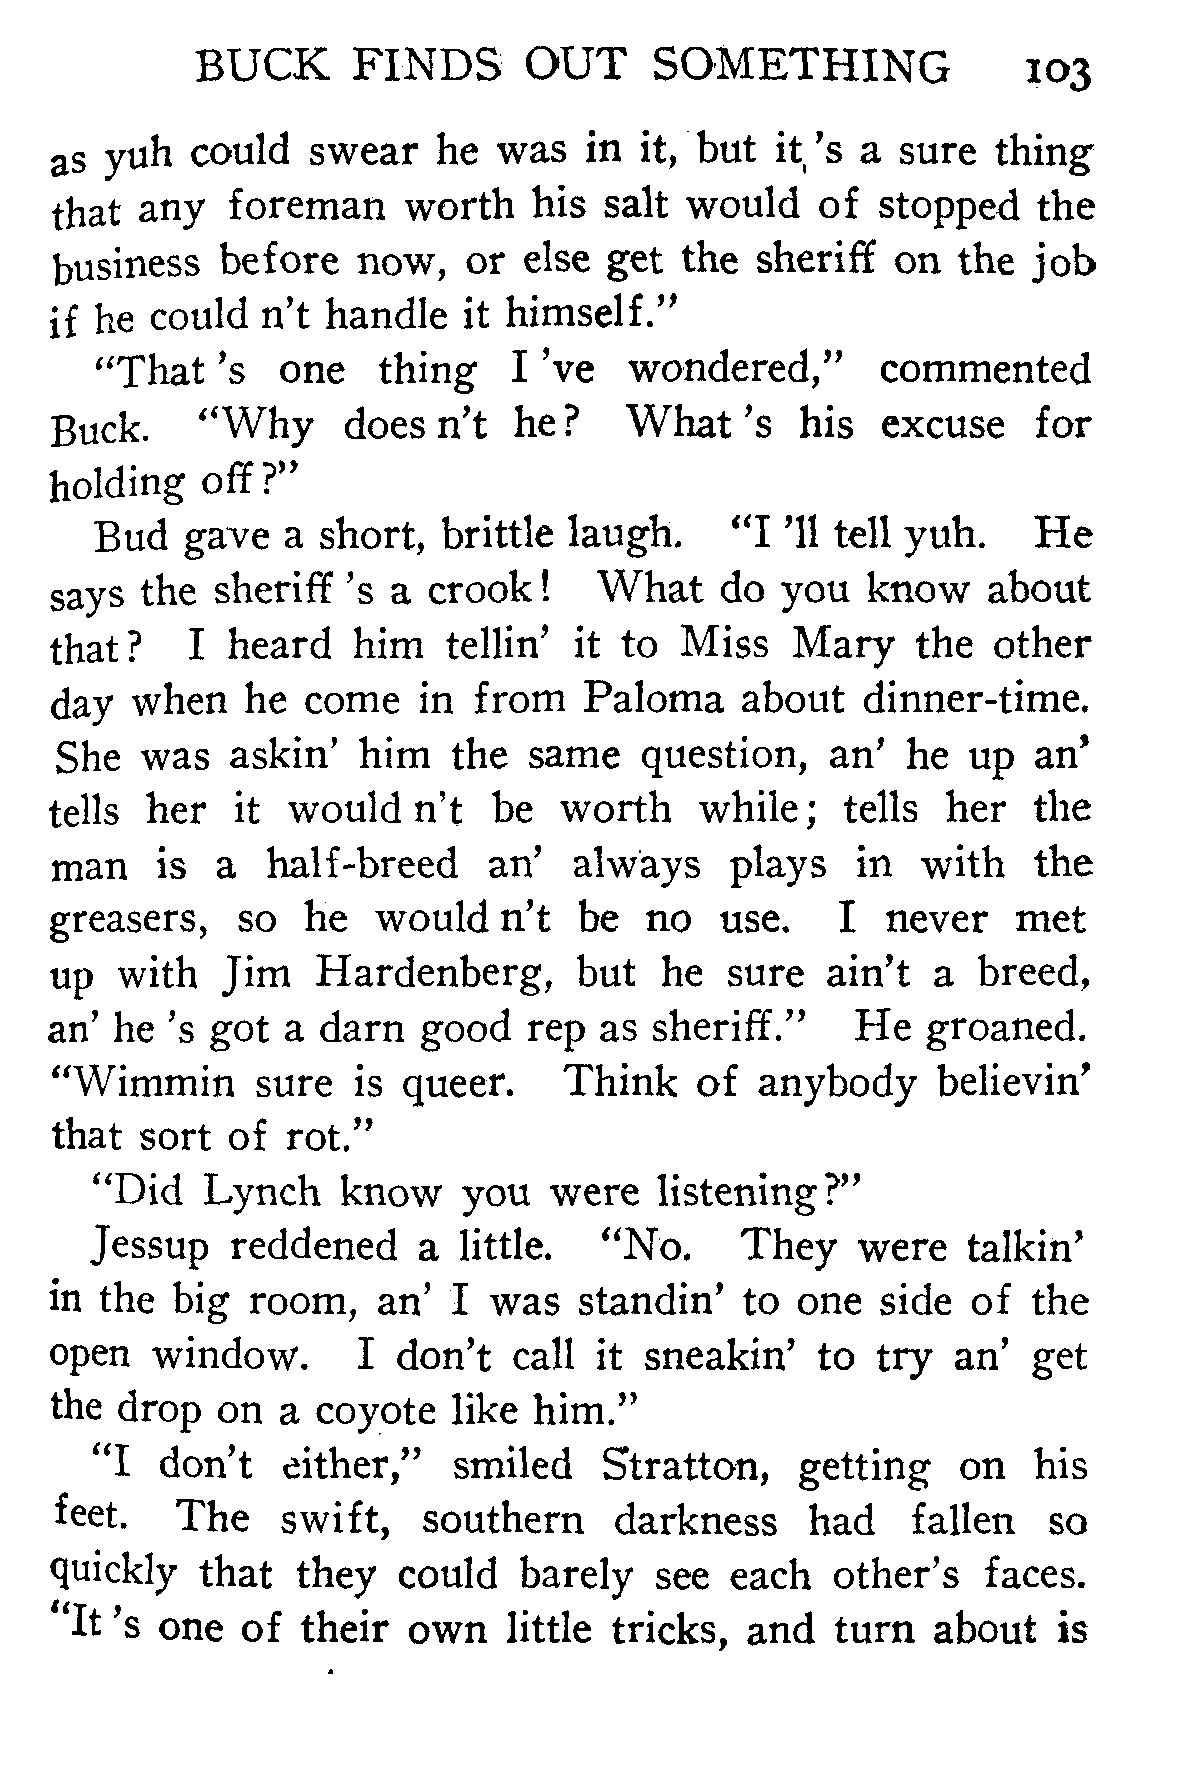 BUCK FINDS OUT SOMETHING 103
as yuh could swear he was in it, but it 's a sure thing
that any foreman worth his salt would of stopped the
business before now, or else get the sheriff on the job
if he could n't handle it himself."
"That 's one thing I 've wondered," commented
Buck. "Why does n't he? What 's his excuse for
holding off?"
Bud gave a short, brittle laugh. "I 'll tell yuh. He
says the sheriff 's a crook! What do you know about
that? I heard him tellin' it to Miss Mary the other
day when he come in from Paloma about dinner-time.
She was askin' him the same question, an' he up an'
tells her it would n't be worth while; tells her the
man is a half-breed an' always plays in with the
greasers, so he would n't be no use. I never met
up with Jim Hardenberg, but he sure ain't a breed,
an' he 's got a darn good rep as sheriff." He groaned.
"Wimmin sure is queer. Think of anybody believin'
that sort of rot."
"Did Lynch know you were listening?"
Jessup reddened a little. "No. They were talkin'
in the big room, an' I was standin' to one side of the
open window. I don't call it sneakin' to try an' get
the drop on a coyote like him."
"I don't either," smiled Stratton, getting on his
feet. The swift, southern darkness had fallen so
quickly that they could barely see each other's faces.
"It 's one of their own little tricks, and turn about is